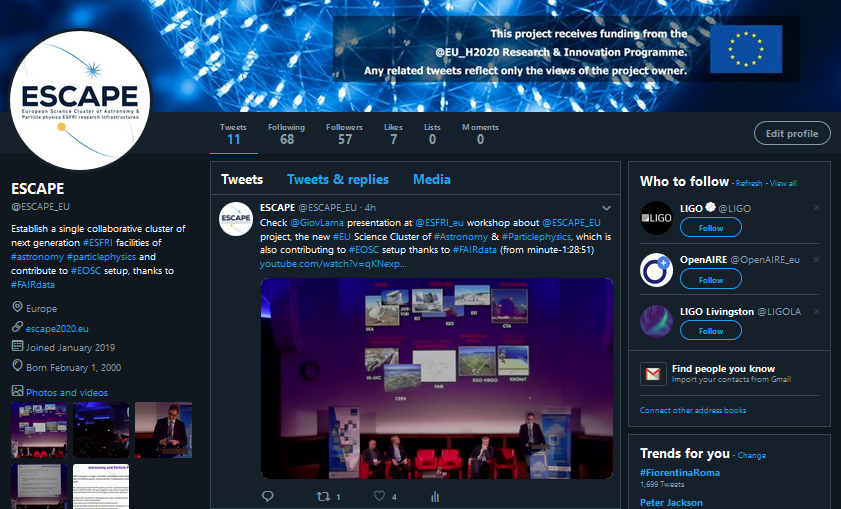 This project receives funding from the
@EU_H2020 Research & Innovation Programme.
Any related tweets reflect only the views of the project owner.
ESCAPE
European Science Cluster of Astronomy &
Particle physics ESFRI research Infrastructures
Tweets Following Followers Likes Lists Moments
11 68 57 7 0 0
Edit profile
ESCAPE
@ESCAPE_EU
Establish a single collaborative cluster of
next generation #ESFRI facilities of
#astronomy #particlephysics and
contribute to #EOSC setup, thanks to
#FAIRdata
Europe
escape2020.eu
Joined January 2019
Born February 1, 2000
Photos and videos
Tweets Tweets & replies Media
ESCAPE @ESCAPE_EU · 4h
Check @GiovLama presentation at @ESFRI_eu workshop about @ESCAPE_EU
project, the new #EU Science Cluster of #Astronomy & #Particlephysics, which is
also contributing to #EOSC setup thanks to #FAIRdata (from minute-1:28:51)
youtube.com/watch?v=qKNexp...
ESCAPE
SKA
JIVE-
EST
ESO
CTA
HL-LHC
FAIR
EGO-VIRGO
KM3NeT
CERN
1 4
Who to follow · Refresh · View all
LIGO @LIGO
Follow
LIGO
OpenAIRE @OpenAIRE_eu
Follow
LIGO Livingston @LIGOLA
Follow
Find people you know
Import your contacts from Gmail
Connect other address books
Trends for you · Change
#FiorentinaRoma
1,699 Tweets
Peter Jackson